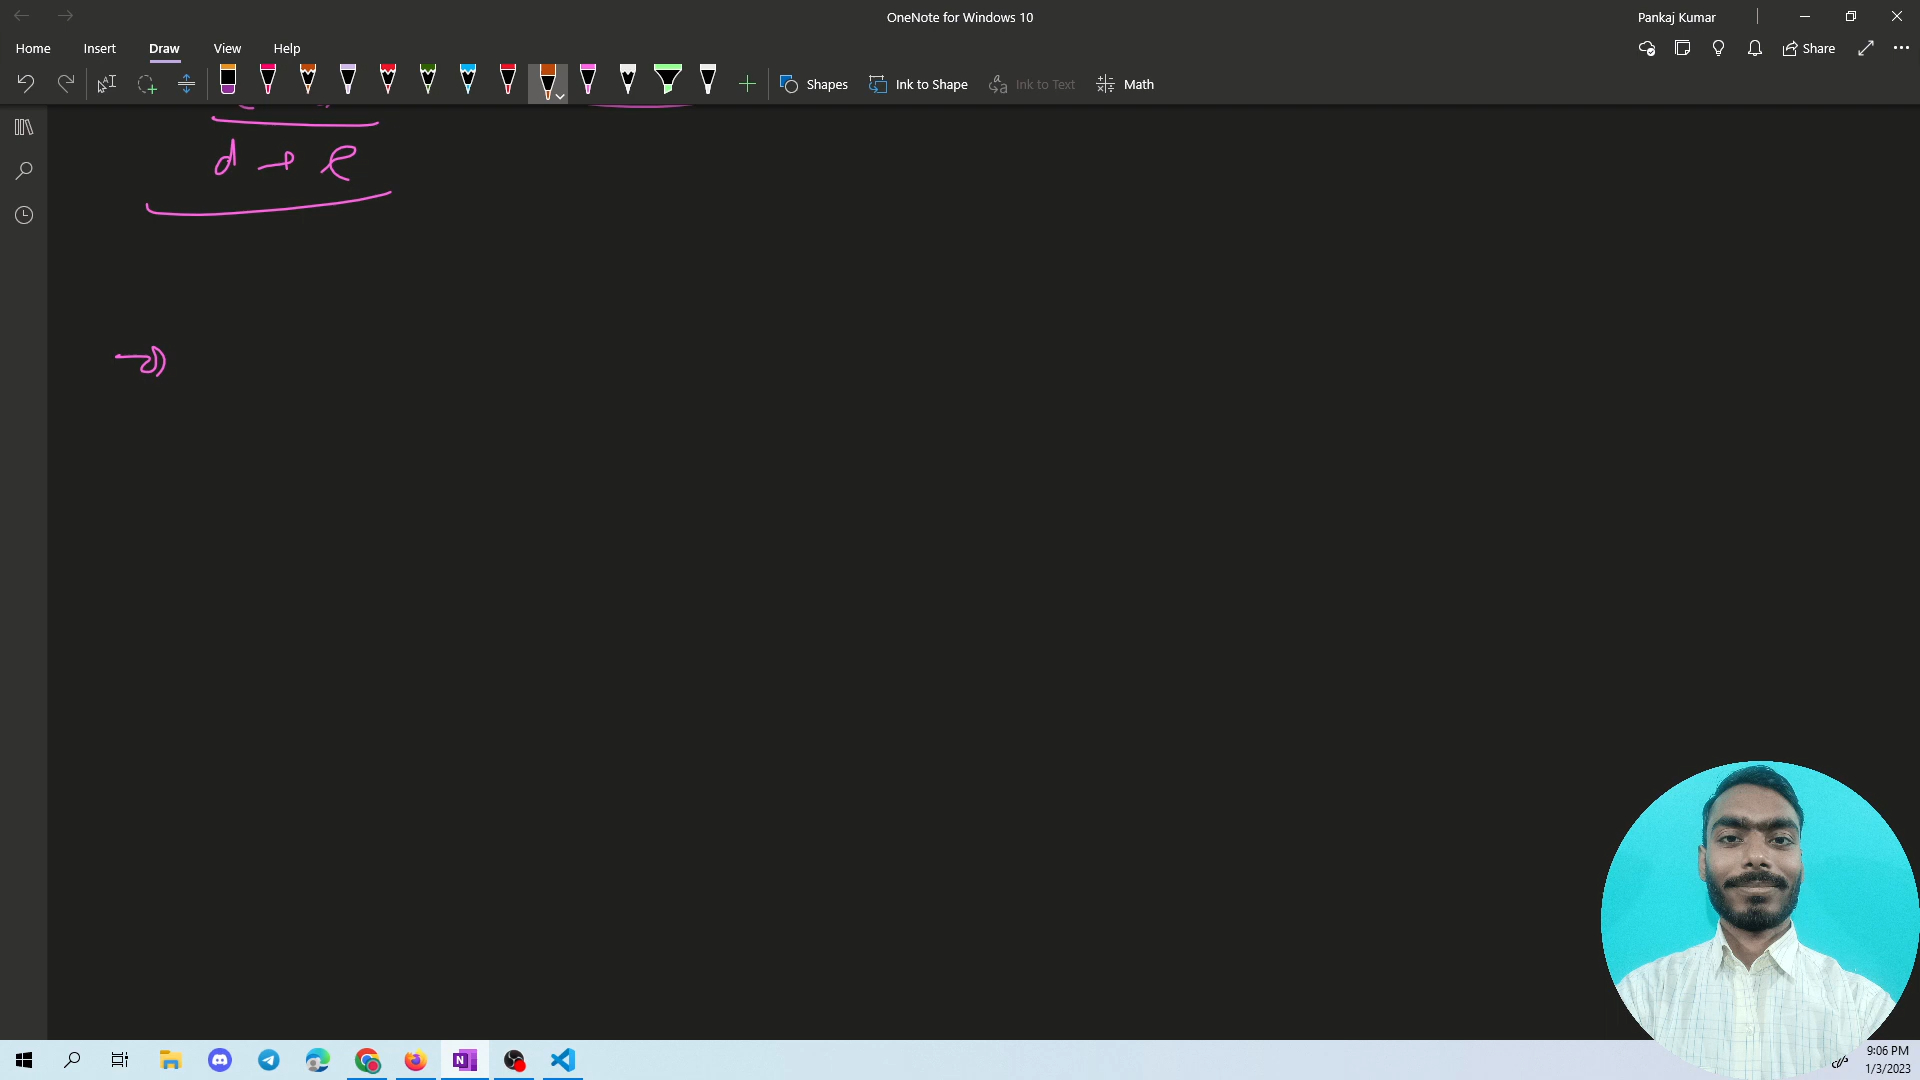 OneNote for Windows 10
Pankaj Kumar
Home Insert Draw View Help
Share
Shapes Ink to Shape Ink to Text Math
d → e
9:06 PM
1/3/2023